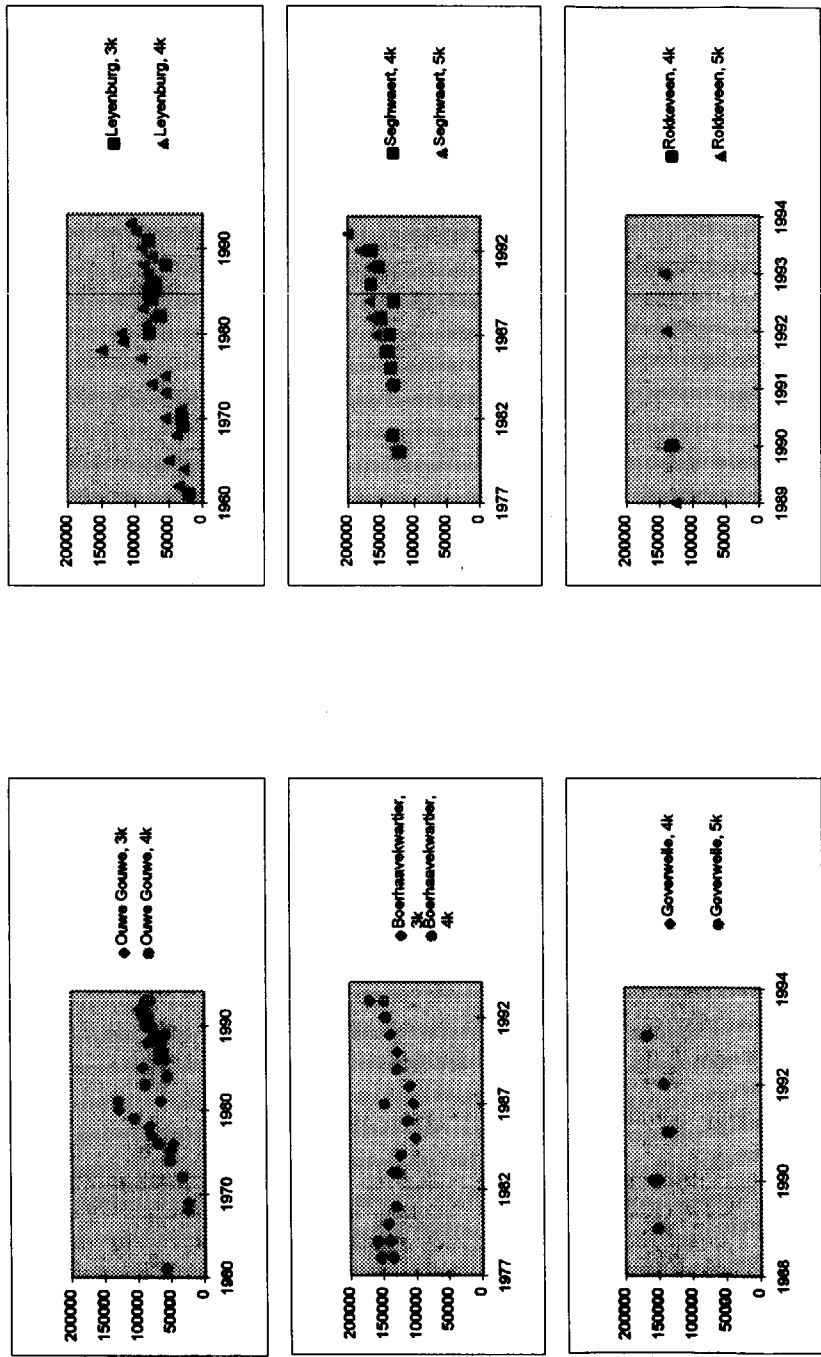 200000
150000
100000
50000
0
1960 1970 1980 1990
Ouwe Gouwe, 3k
Ouwe Gouwe, 4k
200000
150000
100000
50000
0
1960 1970 1980 1990
Leyenburg, 3k
Leyenburg, 4k
200000
150000
100000
50000
0
1977 1982 1987 1992
Boerhaavekwartier,
3k
Boerhaavekwartier,
4k
200000
150000
100000
50000
0
1977 1982 1987 1992
Seghwaert, 4k
Seghwaert, 5k
200000
150000
100000
50000
0
1988 1990 1992 1994
Goverwelle, 4k
Goverwelle, 5k
200000
150000
100000
50000
0
1989 1990 1991 1992 1993 1994
Rokkeveen, 4k
Rokkeveen, 5k